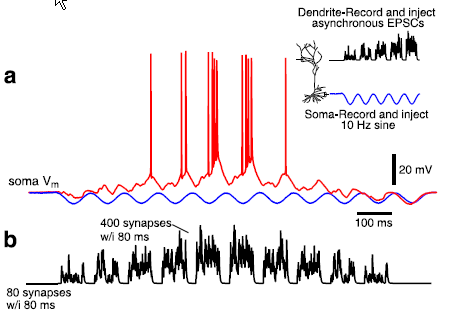 Dendrite-Record and inject
asynchronous EPSCs
a
Soma-Record and inject
10 Hz sine
soma Vm
20 mV
100 ms
b
400 synapses
w/i 80 ms
80 synapses
w/i 80 ms